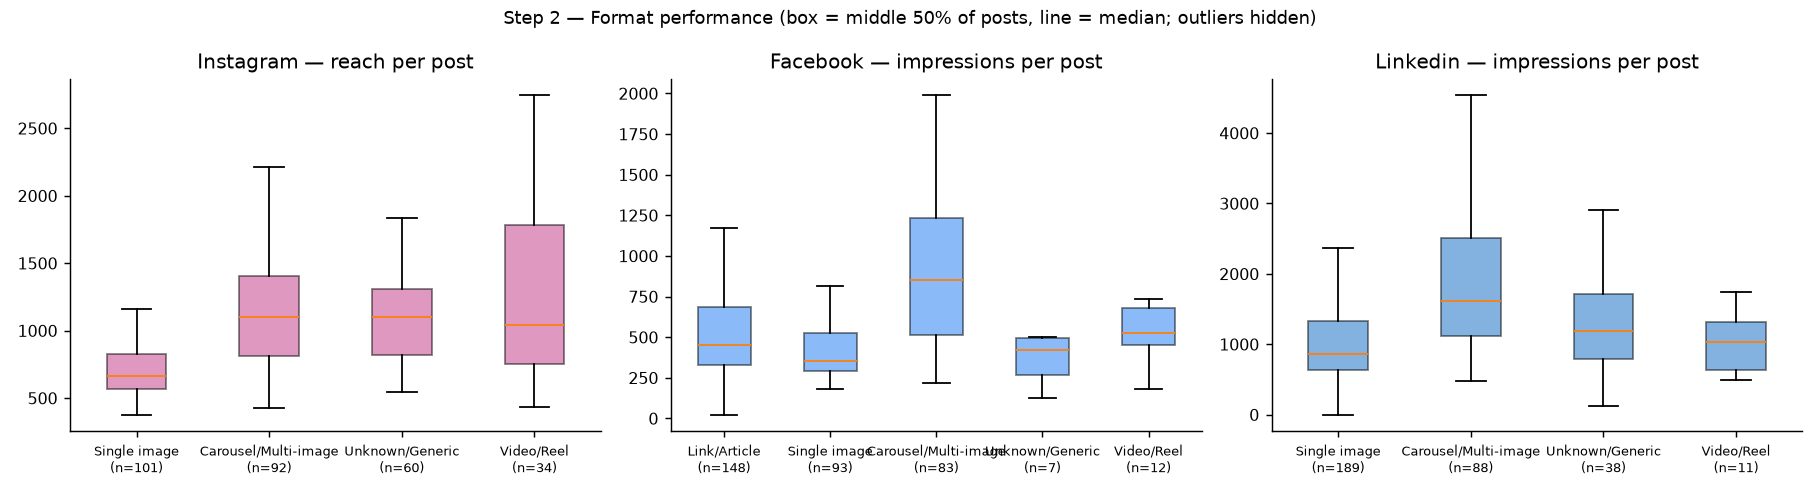 Step 2 — Format performance (box = middle 50% of posts, line = median; outliers hidden)
Instagram — reach per post
2500
2000
1500
1000
500
Single image
(n=101)
Carousel/Multi-image
(n=92)
Unknown/Generic
(n=60)
Video/Reel
(n=34)
Facebook — impressions per post
2000
1750
1500
1250
1000
750
500
250
0
Link/Article
(n=148)
Single image
(n=93)
Carousel/Multi-image
(n=83)
Unknown/Generic
(n=7)
Video/Reel
(n=12)
Linkedin — impressions per post
4000
3000
2000
1000
0
Single image
(n=189)
Carousel/Multi-image
(n=88)
Unknown/Generic
(n=38)
Video/Reel
(n=11)